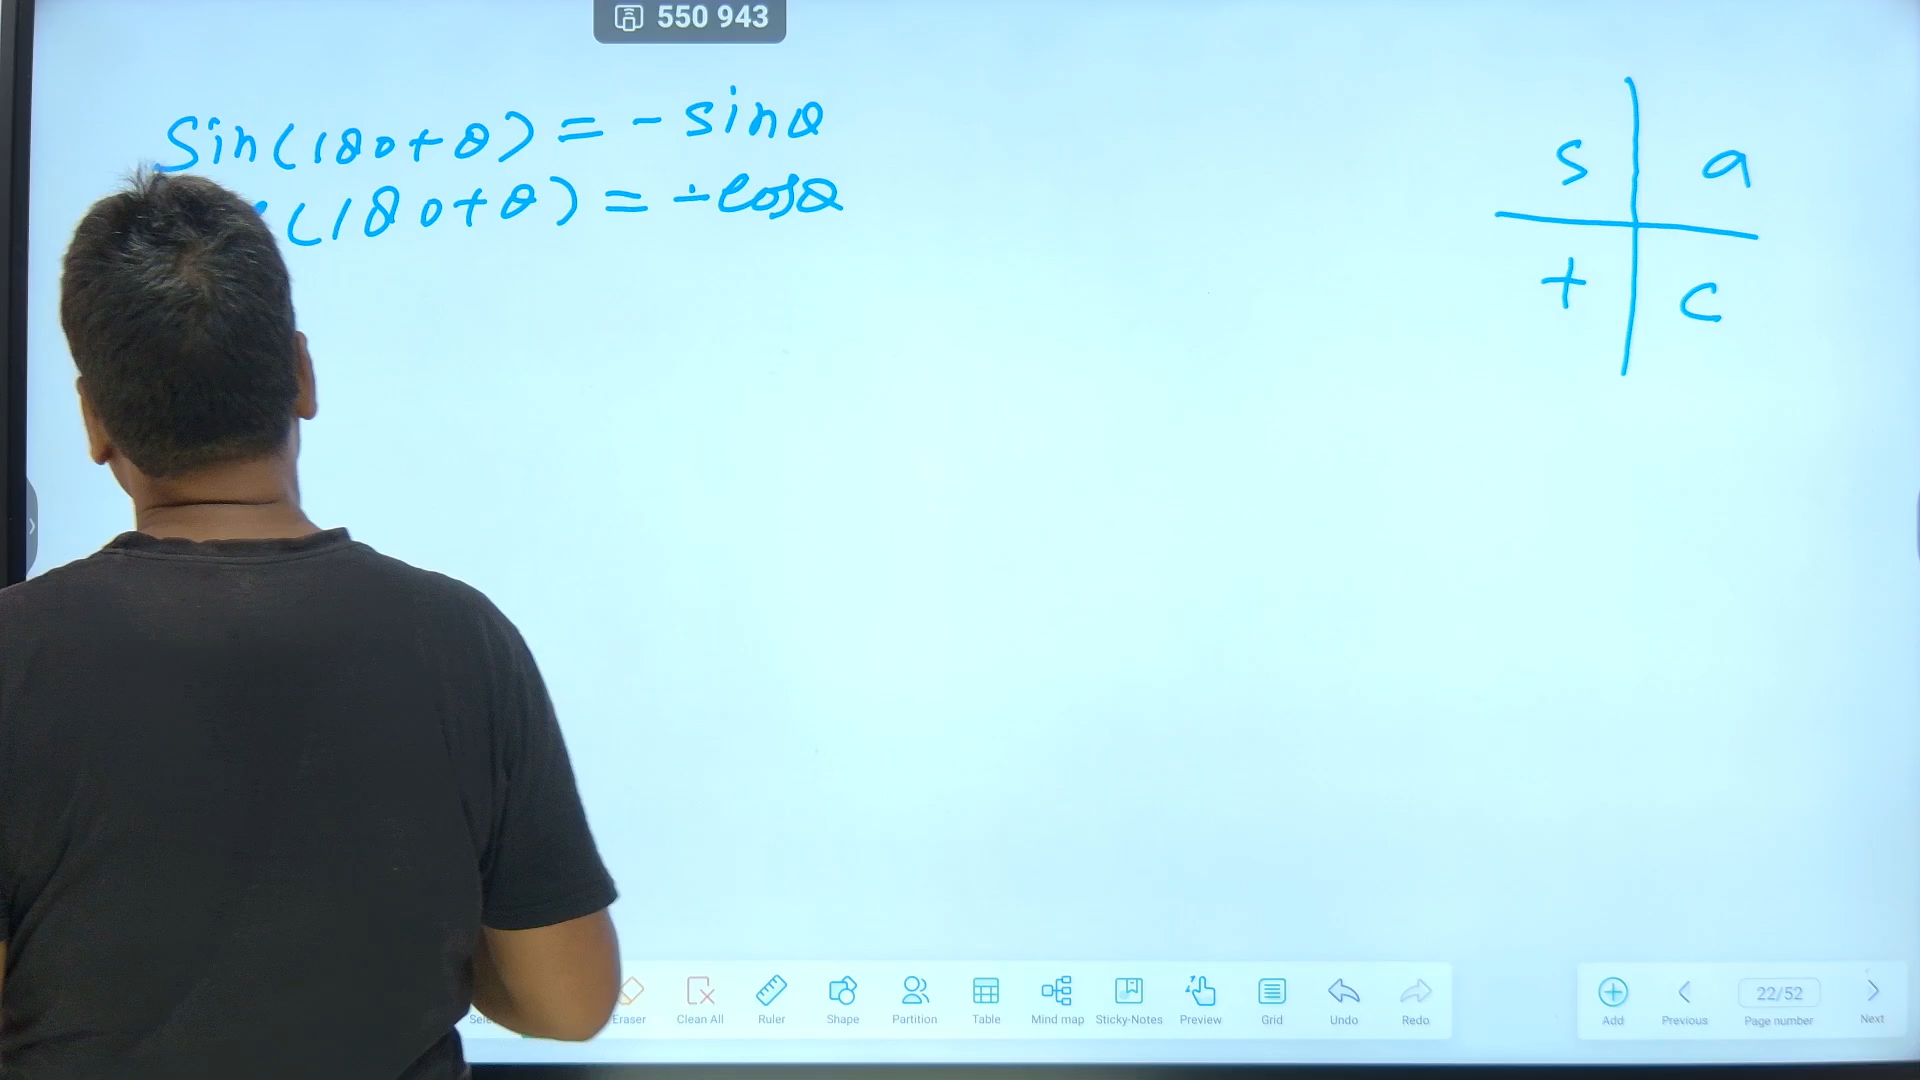 550 943
Sin(180+θ) = -sinθ
(180+θ) = -cosθ
s a
+ c
Eraser Clean All Ruler Shape Partition Table Mind map Sticky-Notes Preview Grid Undo Redo
Add Previous 22/52 Page number Next